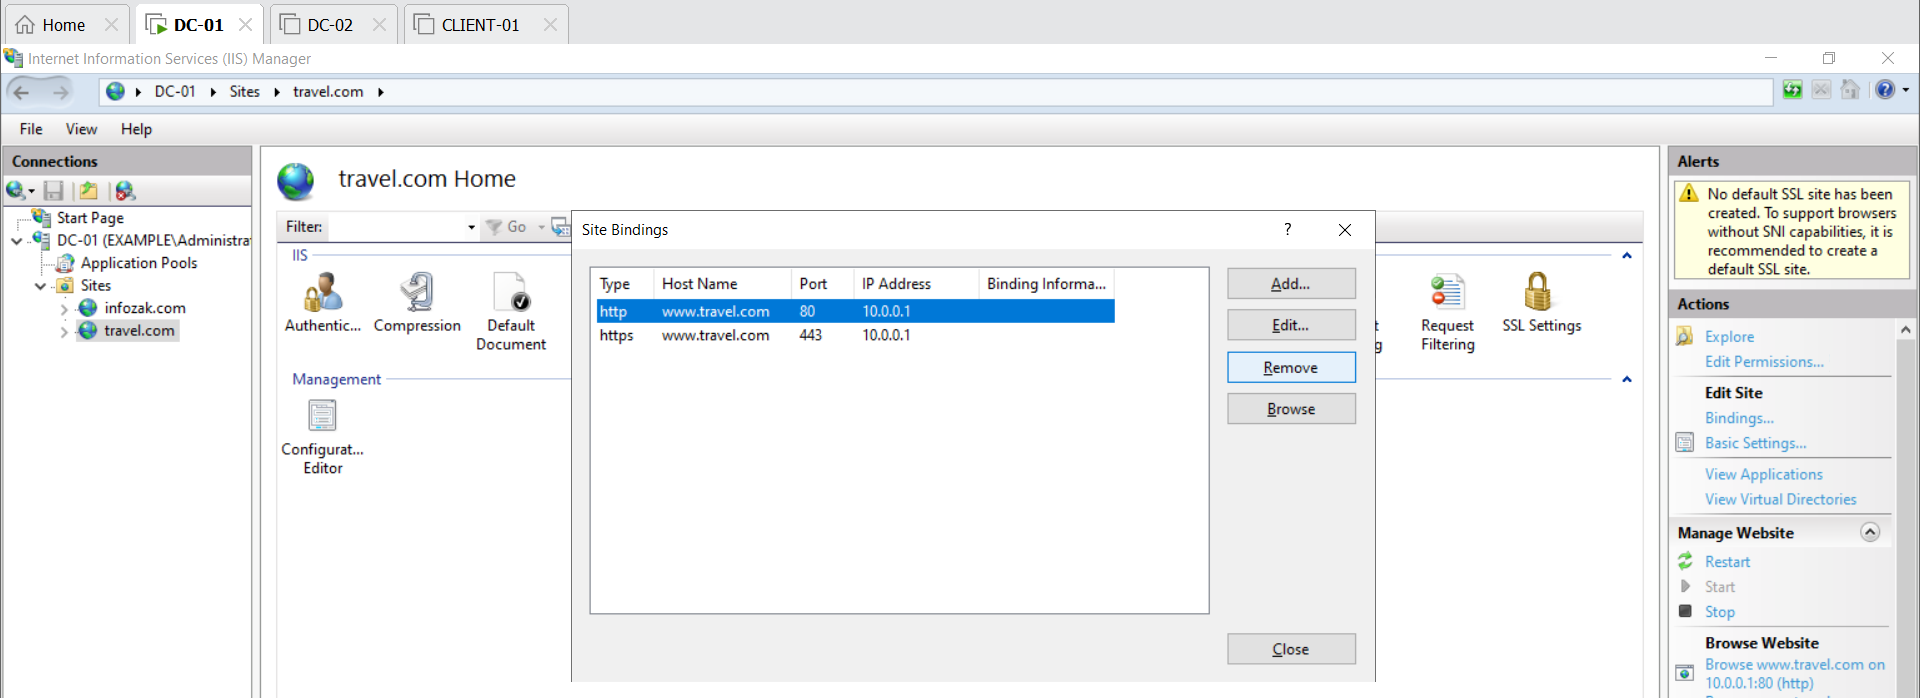 Home
DC-01
DC-02
CLIENT-01
Internet Information Services (IIS) Manager
DC-01
Sites
travel.com
File View Help
Connections
Start Page
DC-01 (EXAMPLE\Administra
Application Pools
Sites
infozak.com
travel.com
travel.com Home
Filter:
Go
IIS
Authentic...
Compression
Default
Document
Request
Filtering
SSL Settings
Management
Configurat...
Editor
Site Bindings
?
Type Host Name Port IP Address Binding Informa...
http www.travel.com 80 10.0.0.1
https www.travel.com 443 10.0.0.1
Add...
Edit...
Remove
Browse
Close
Alerts
No default SSL site has been
created. To support browsers
without SNI capabilities, it is
recommended to create a
default SSL site.
Actions
Explore
Edit Permissions...
Edit Site
Bindings...
Basic Settings...
View Applications
View Virtual Directories
Manage Website
Restart
Start
Stop
Browse Website
Browse www.travel.com on
10.0.0.1:80 (http)